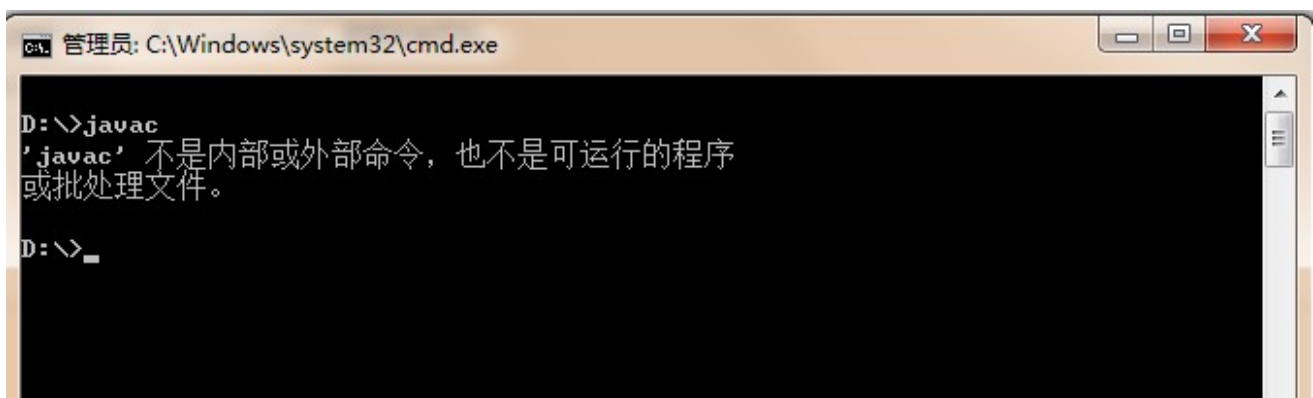 管理员: C:\Windows\system32\cmd.exe
D:\>javac
'javac' 不是内部或外部命令，也不是可运行的程序
或批处理文件。
D:\>_